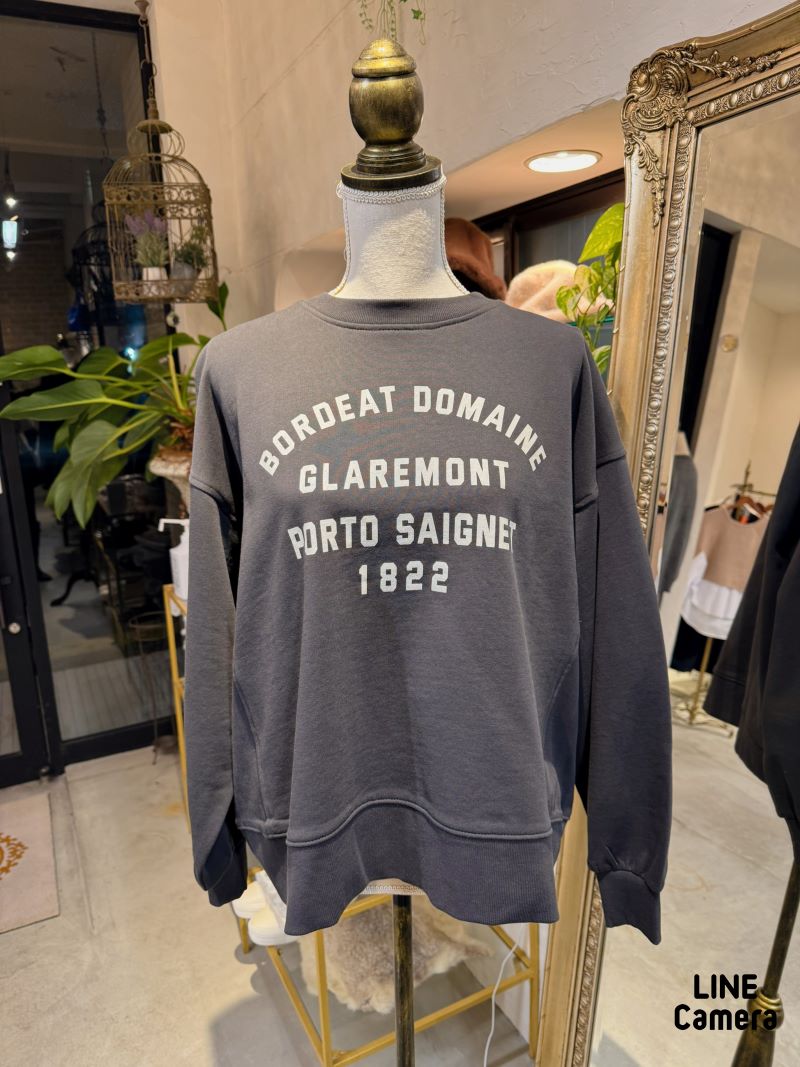 BORDEAT DOMAINE
GLAREMONT
PORTO SAIGNET
1822
LINE
Camera